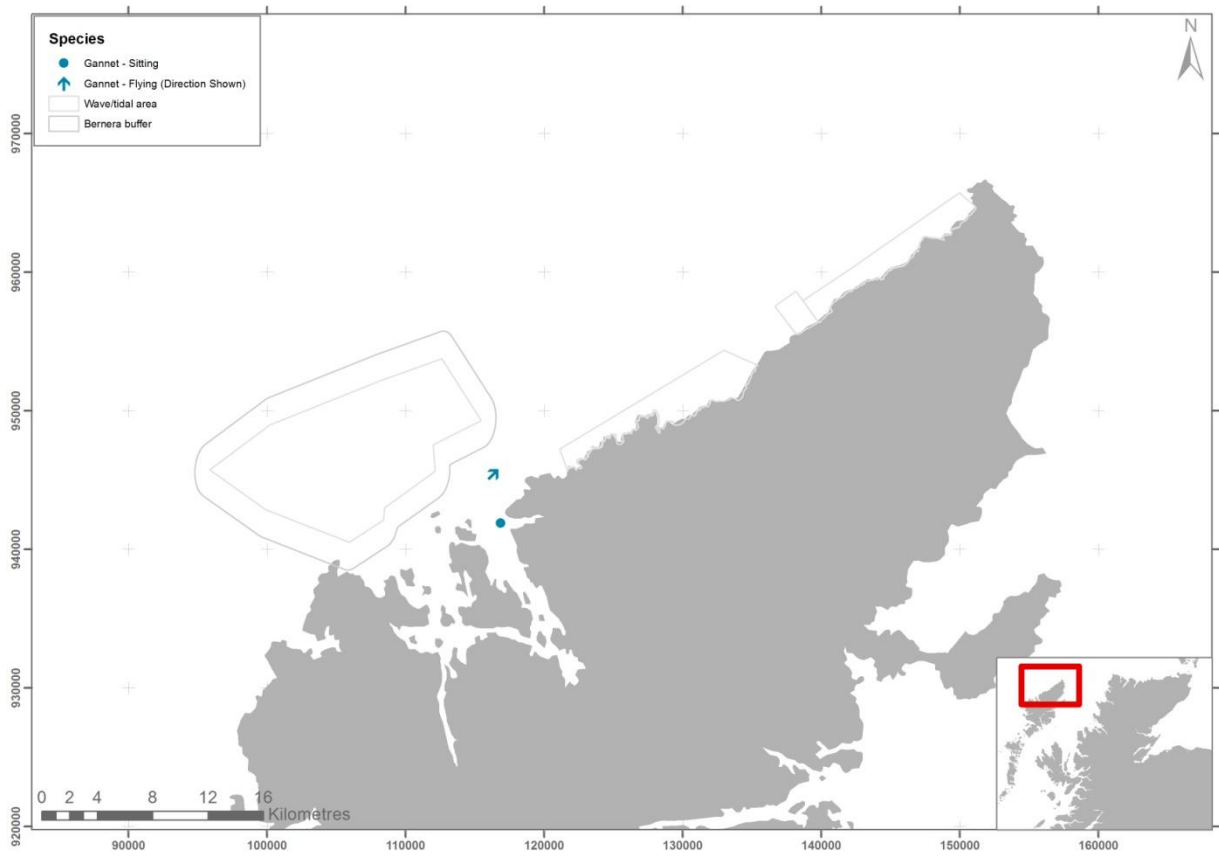 Species
Gannet - Sitting
Gannet - Flying (Direction Shown)
Wave/tidal area
Bernera buffer
N
970000
960000
950000
940000
930000
920000
0 2 4 8 12 16
Kilometres
90000 100000 110000 120000 130000 140000 150000 160000